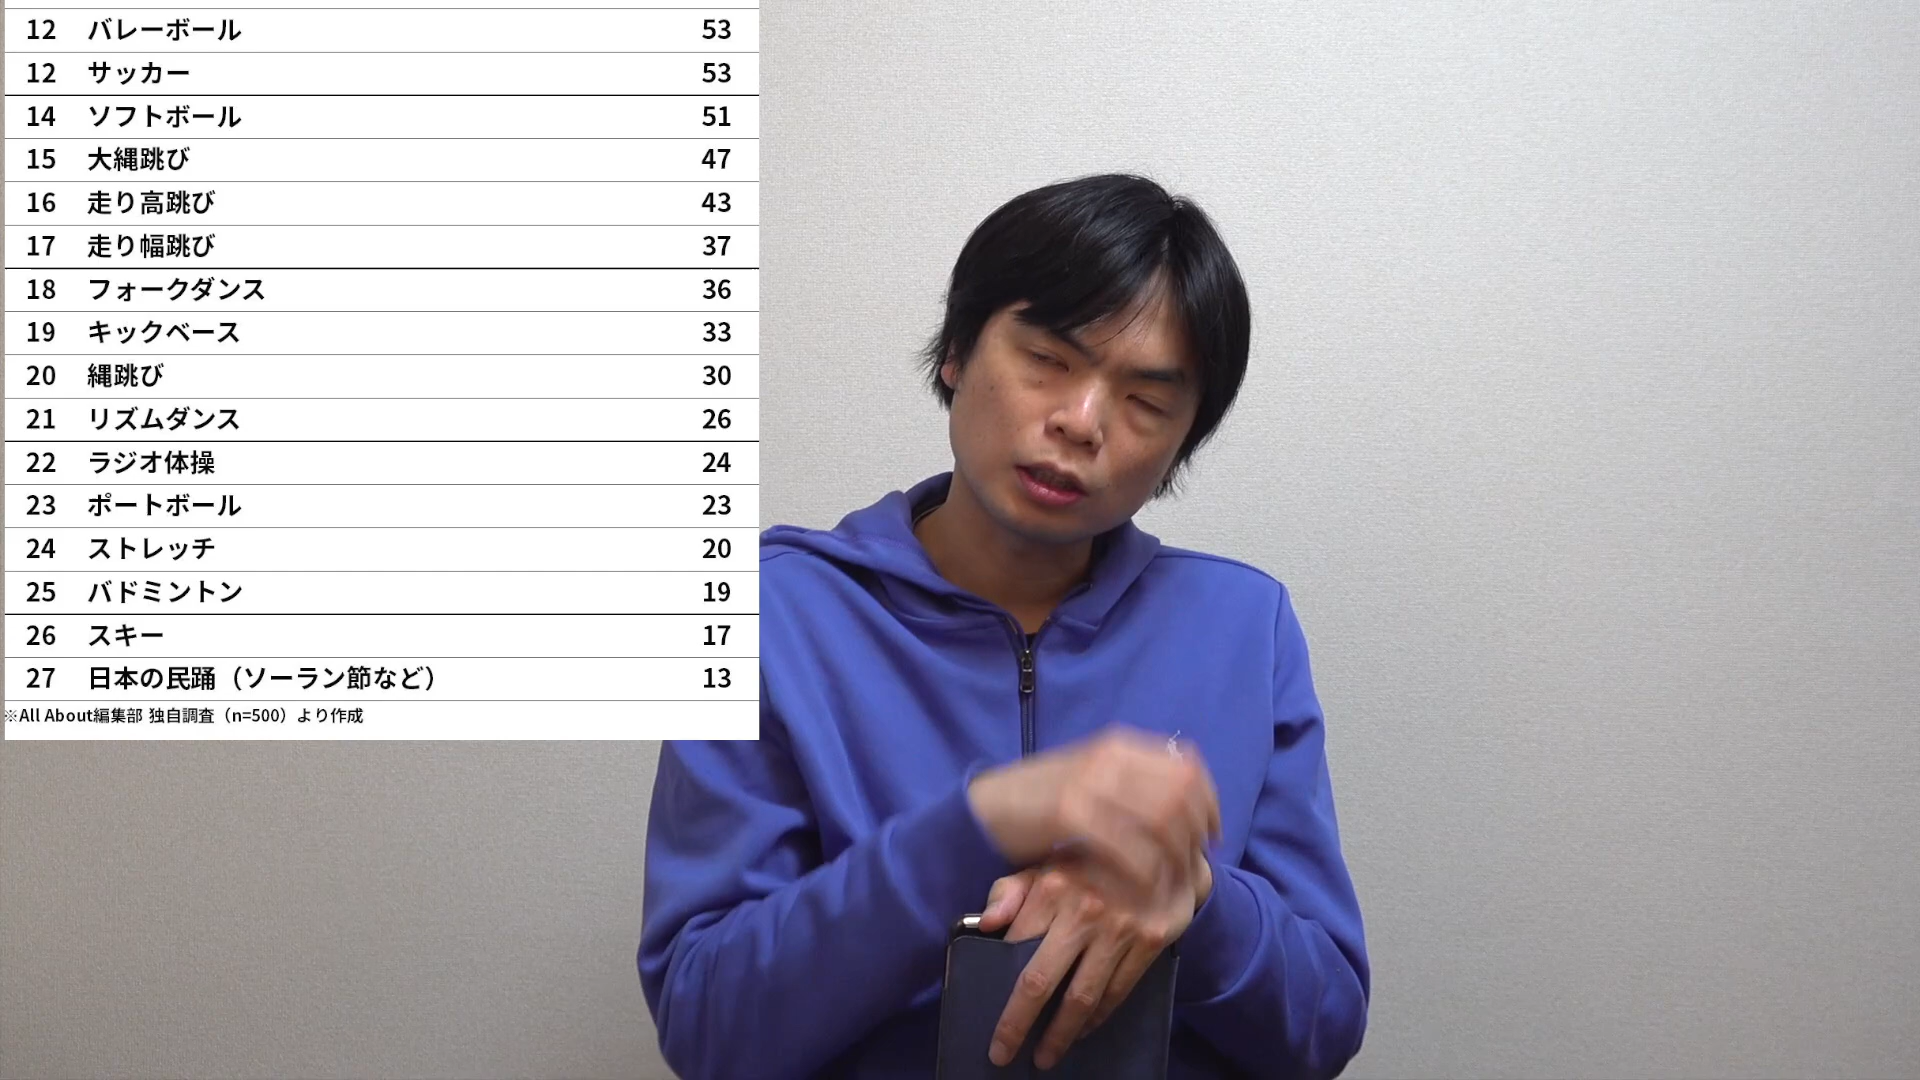 12 バレーボール 53
12 サッカー 53
14 ソフトボール 51
15 大縄跳び 47
16 走り高跳び 43
17 走り幅跳び 37
18 フォークダンス 36
19 キックベース 33
20 縄跳び 30
21 リズムダンス 26
22 ラジオ体操 24
23 ポートボール 23
24 ストレッチ 20
25 バドミントン 19
26 スキー 17
27 日本の民踊（ソーラン節など） 13
※All About編集部 独自調査（n=500）より作成